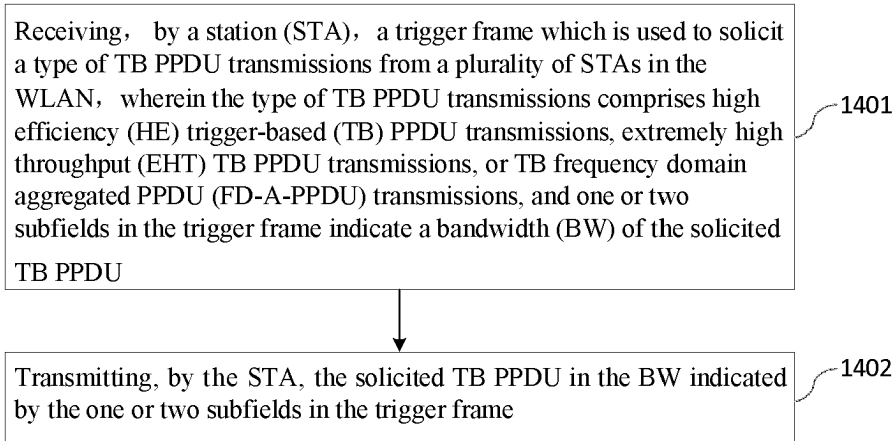 Receiving， by a station (STA)，a trigger frame which is used to solicit
a type of TB PPDU transmissions from a plurality of STAs in the
WLAN，wherein the type of TB PPDU transmissions comprises high
efficiency (HE) trigger-based (TB) PPDU transmissions, extremely high
throughput (EHT) TB PPDU transmissions, or TB frequency domain
aggregated PPDU (FD-A-PPDU) transmissions, and one or two
subfields in the trigger frame indicate a bandwidth (BW) of the solicited
TB PPDU
1401
Transmitting, by the STA, the solicited TB PPDU in the BW indicated
by the one or two subfields in the trigger frame
1402